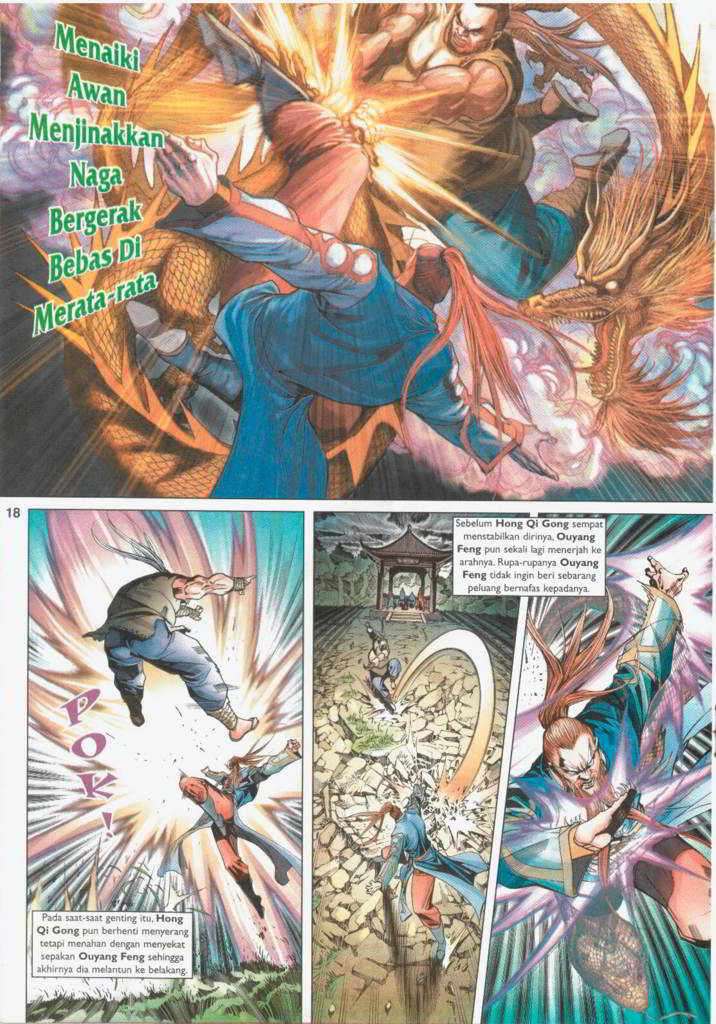 Menaiki
Awan
Menjinakkan
Naga
Bergerak
Bebas Di
Merata-rata
18
POK!
Pada saat-saat genting itu, Hong
Qi Gong pun berhenti menyerang
tetapi menahan dengan menyekat
sepakan Ouyang Feng sehingga
akhirnya dia melantun ke belakang.
Sebelum Hong Qi Gong sempat
menstabilkan dirinya, Ouyang
Feng pun sekali lagi menerjah ke
arahnya. Rupa-rupanya Ouyang
Feng tidak ingin beri sebarang
peluang bernafas kepadanya.